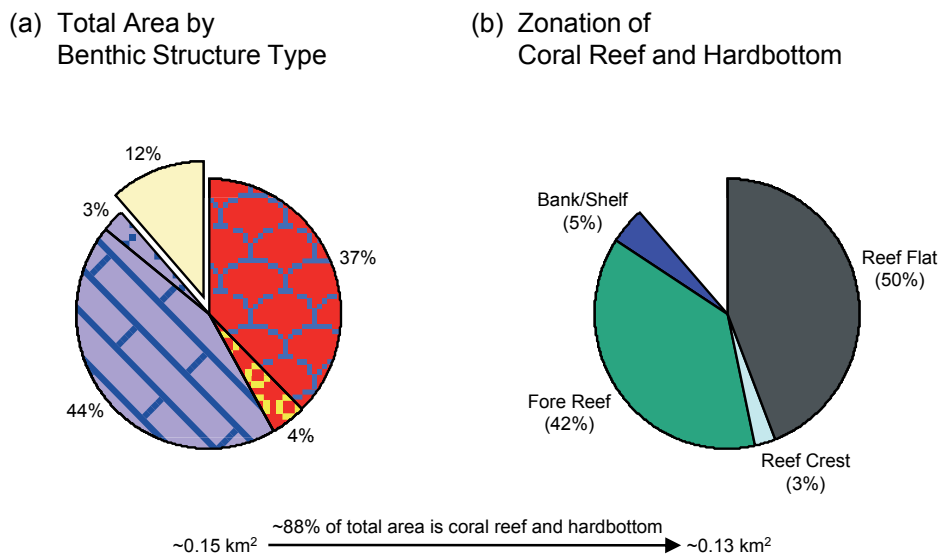 (a) Total Area by
Benthic Structure Type
(b) Zonation of
Coral Reef and Hardbottom
12%
3%
37%
44%
4%
Bank/Shelf
(5%)
Reef Flat
(50%)
Fore Reef
(42%)
Reef Crest
(3%)
~88% of total area is coral reef and hardbottom
~0.15 km²
~0.13 km²